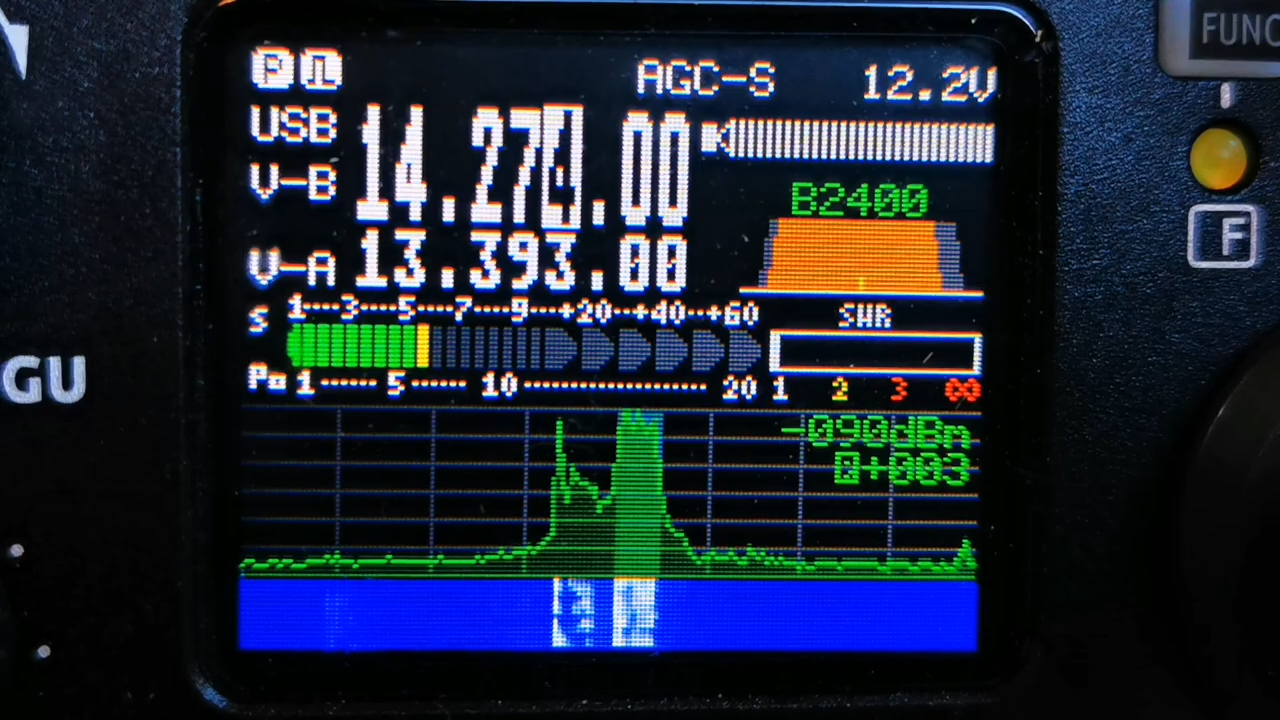 FUNC
AGC-S 12.2V
USB 14.270.00
V-B
B2400
F
V-A 13.393.00
S 1 3 5 7 9 +20 +40 +60
SWR
GU
Po 1 5 10 20
1 2 3 ∞
-090dBm
+003